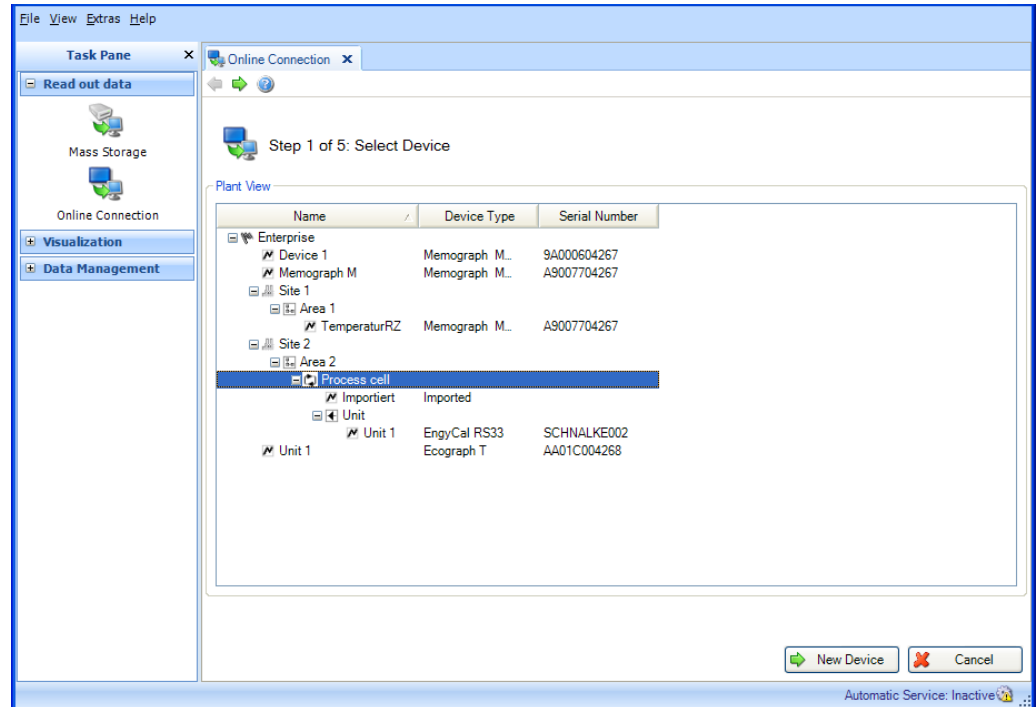 File View Extras Help
Task Pane
Online Connection
Read out data
Mass Storage
Online Connection
Visualization
Data Management
Step 1 of 5: Select Device
Plant View
Name Device Type Serial Number
Enterprise
Device 1 Memograph M... 9A000604267
Memograph M Memograph M... A9007704267
Site 1
Area 1
TemperaturRZ Memograph M... A9007704267
Site 2
Area 2
Process cell
Importiert Imported
Unit
Unit 1 EngyCal RS33 SCHNALKE002
Unit 1 Ecograph T AA01C004268
New Device Cancel
Automatic Service: Inactive